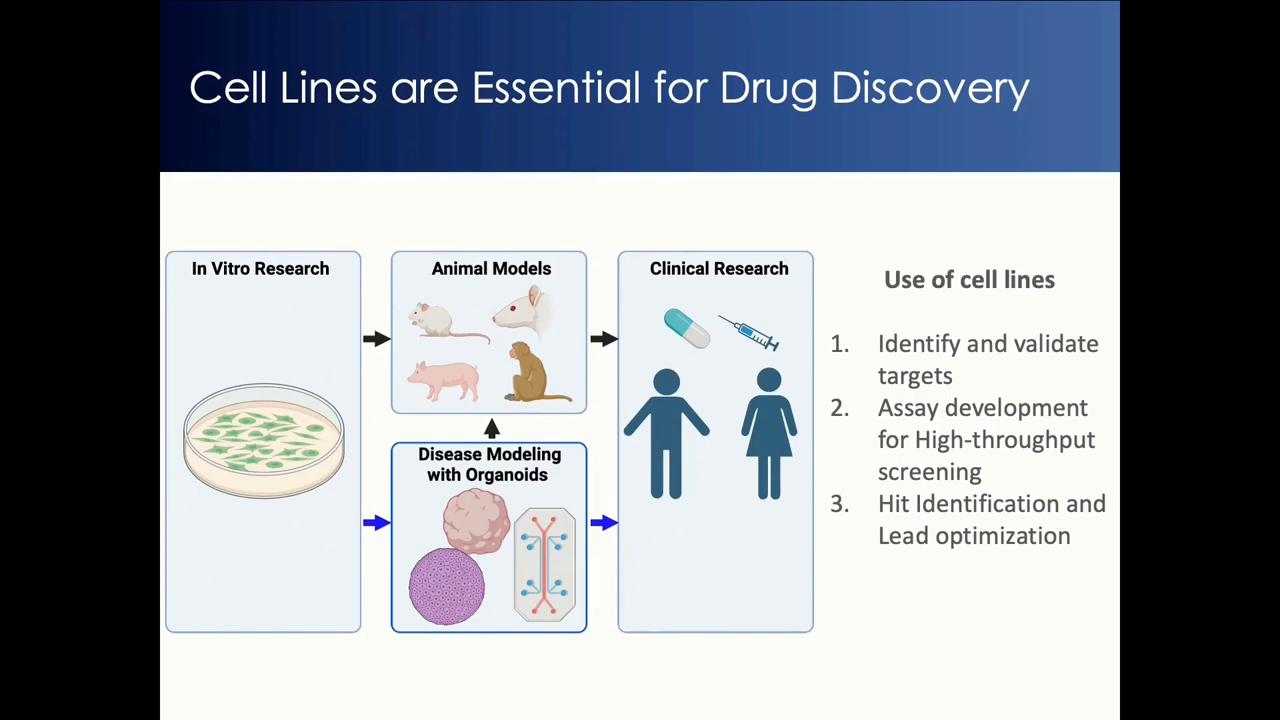 Cell Lines are Essential for Drug Discovery
In Vitro Research
Animal Models
Disease Modeling
with Organoids
Clinical Research
Use of cell lines
1. Identify and validate
targets
2. Assay development
for High-throughput
screening
3. Hit Identification and
Lead optimization